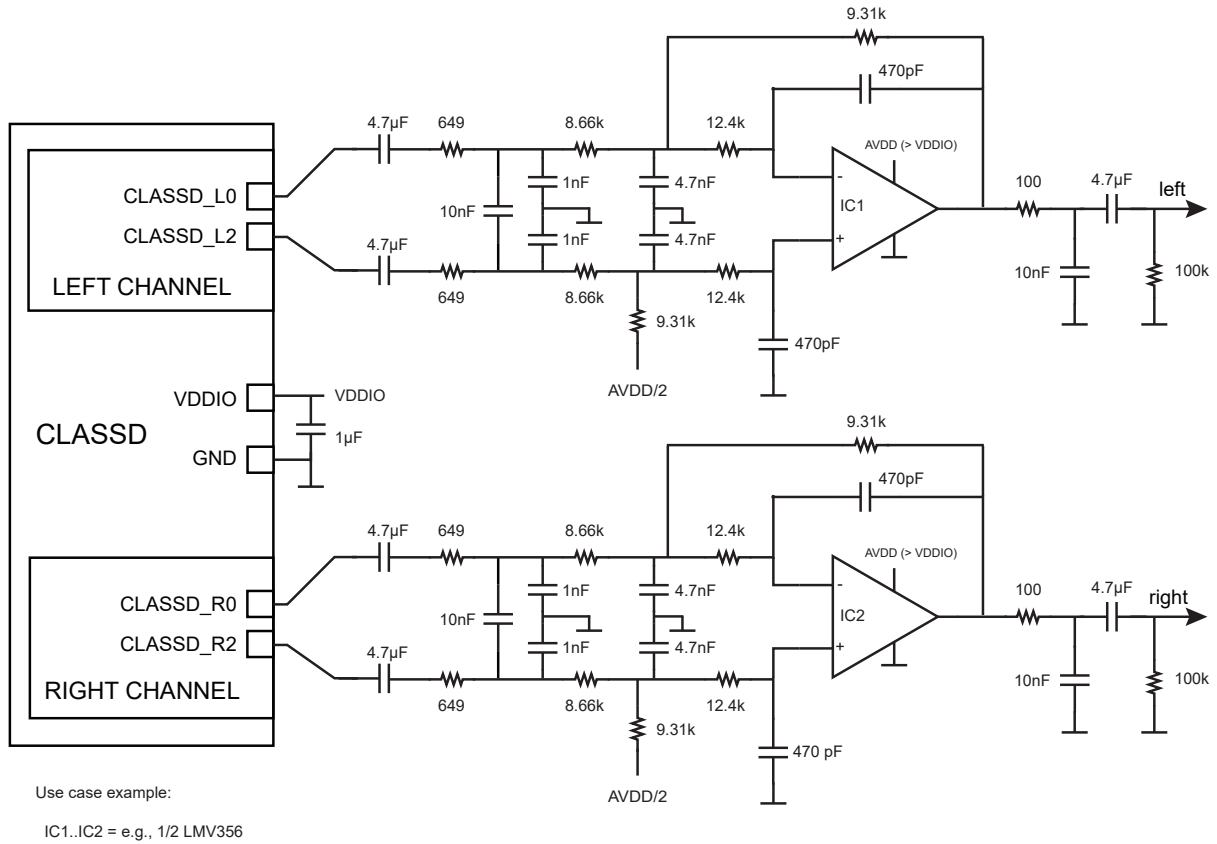 9.31k
470pF
4.7µF
649
8.66k
12.4k
AVDD (> VDDIO)
1nF
4.7nF
CLASSD_L0
-
IC1
100
4.7µF
left
10nF
CLASSD_L2
4.7µF
1nF
4.7nF
+
10nF
100k
LEFT CHANNEL
649
8.66k
12.4k
9.31k
470pF
AVDD/2
VDDIO
VDDIO
CLASSD
1µF
GND
9.31k
470pF
4.7µF
649
8.66k
12.4k
AVDD (> VDDIO)
1nF
4.7nF
CLASSD_R0
-
IC2
100
4.7µF
right
10nF
CLASSD_R2
4.7µF
1nF
4.7nF
+
10nF
100k
RIGHT CHANNEL
649
8.66k
12.4k
9.31k
470 pF
AVDD/2
Use case example:
IC1..IC2 = e.g., 1/2 LMV356